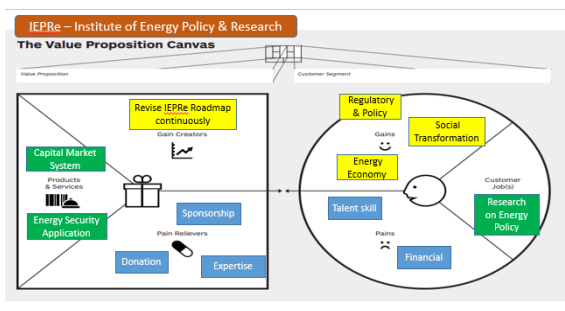 IEPRe – Institute of Energy Policy & Research
The Value Proposition Canvas
Value Proposition
Customer Segment
Revise IEPRe Roadmap
continuously
Gain Creators
Capital Market
System
Products
& Services
Energy Security
Application
Sponsorship
Pain Relievers
Donation
Expertise
Regulatory
& Policy
Gains
Social
Transformation
Energy
Economy
Customer
Job(s)
Research
on Energy
Policy
Talent skill
Pains
Financial